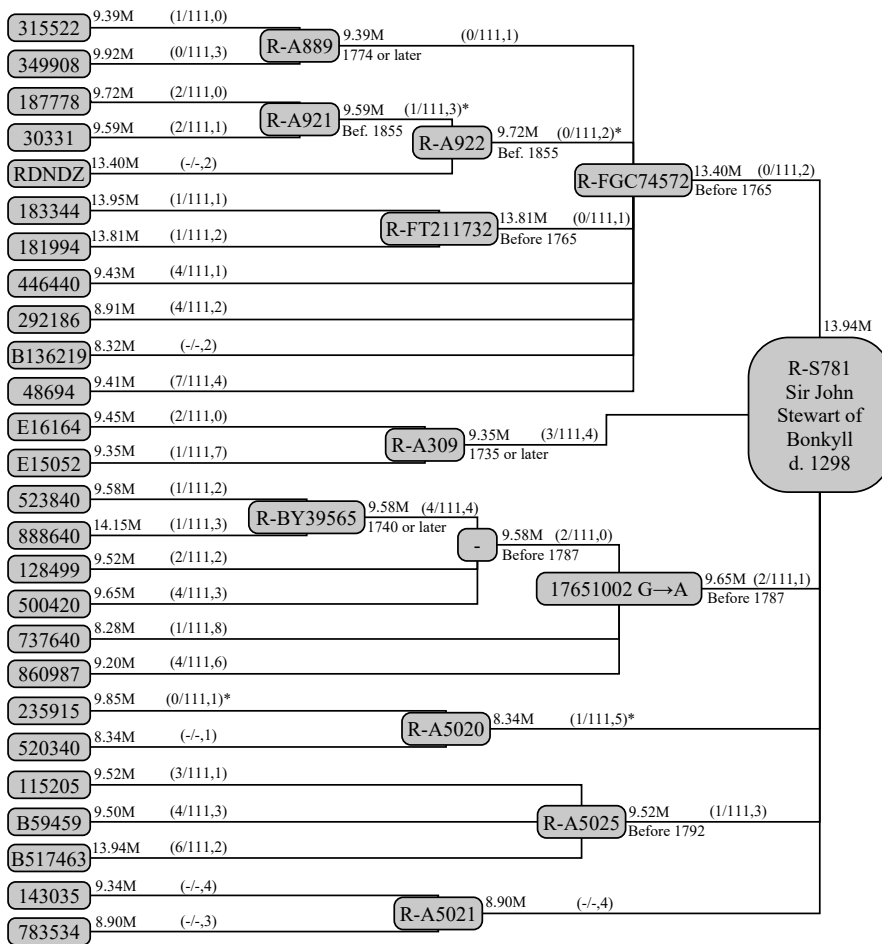 315522 9.39M (1/111,0)
R-A889 9.39M (0/111,1)
1774 or later
349908 9.92M (0/111,3)
187778 9.72M (2/111,0)
R-A921 9.59M (1/111,3)*
Bef. 1855
30331 9.59M (2/111,1)
R-A922 9.72M (0/111,2)*
Bef. 1855
RDNDZ 13.40M (-/-,2)
R-FGC74572 13.40M (0/111,2)
Before 1765
183344 13.95M (1/111,1)
R-FT211732 13.81M (0/111,1)
Before 1765
181994 13.81M (1/111,2)
446440 9.43M (4/111,1)
292186 8.91M (4/111,2)
B136219 8.32M (-/-,2)
48694 9.41M (7/111,4)
13.94M
R-S781
Sir John
Stewart of
Bonkyll
d. 1298
E16164 9.45M (2/111,0)
R-A309 9.35M (3/111,4)
1735 or later
E15052 9.35M (1/111,7)
523840 9.58M (1/111,2)
R-BY39565 9.58M (4/111,4)
1740 or later
888640 14.15M (1/111,3)
- 9.58M (2/111,0)
Before 1787
128499 9.52M (2/111,2)
17651002 G→A 9.65M (2/111,1)
Before 1787
500420 9.65M (4/111,3)
737640 8.28M (1/111,8)
860987 9.20M (4/111,6)
235915 9.85M (0/111,1)*
R-A5020 8.34M (1/111,5)*
520340 8.34M (-/-,1)
115205 9.52M (3/111,1)
B59459 9.50M (4/111,3)
R-A5025 9.52M (1/111,3)
Before 1792
B517463 13.94M (6/111,2)
143035 9.34M (-/-,4)
R-A5021 8.90M (-/-,4)
783534 8.90M (-/-,3)